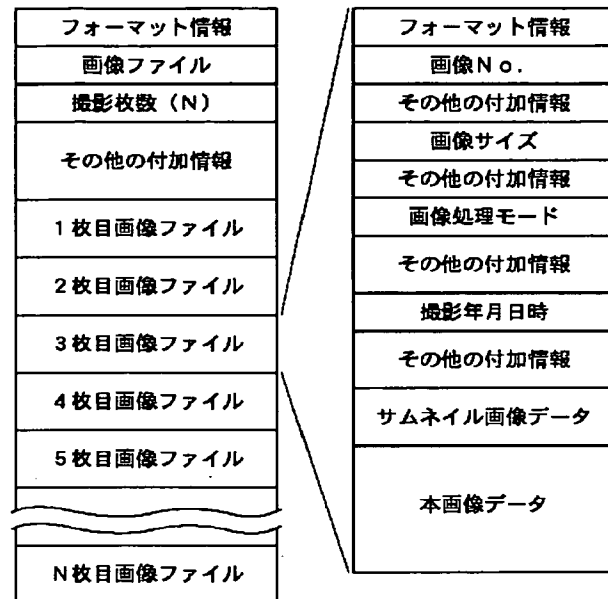 フォーマット情報
画像ファイル
撮影枚数（N）
その他の付加情報
1枚目画像ファイル
2枚目画像ファイル
3枚目画像ファイル
4枚目画像ファイル
5枚目画像ファイル
N枚目画像ファイル
フォーマット情報
画像No.
その他の付加情報
画像サイズ
その他の付加情報
画像処理モード
その他の付加情報
撮影年月日時
その他の付加情報
サムネイル画像データ
本画像データ